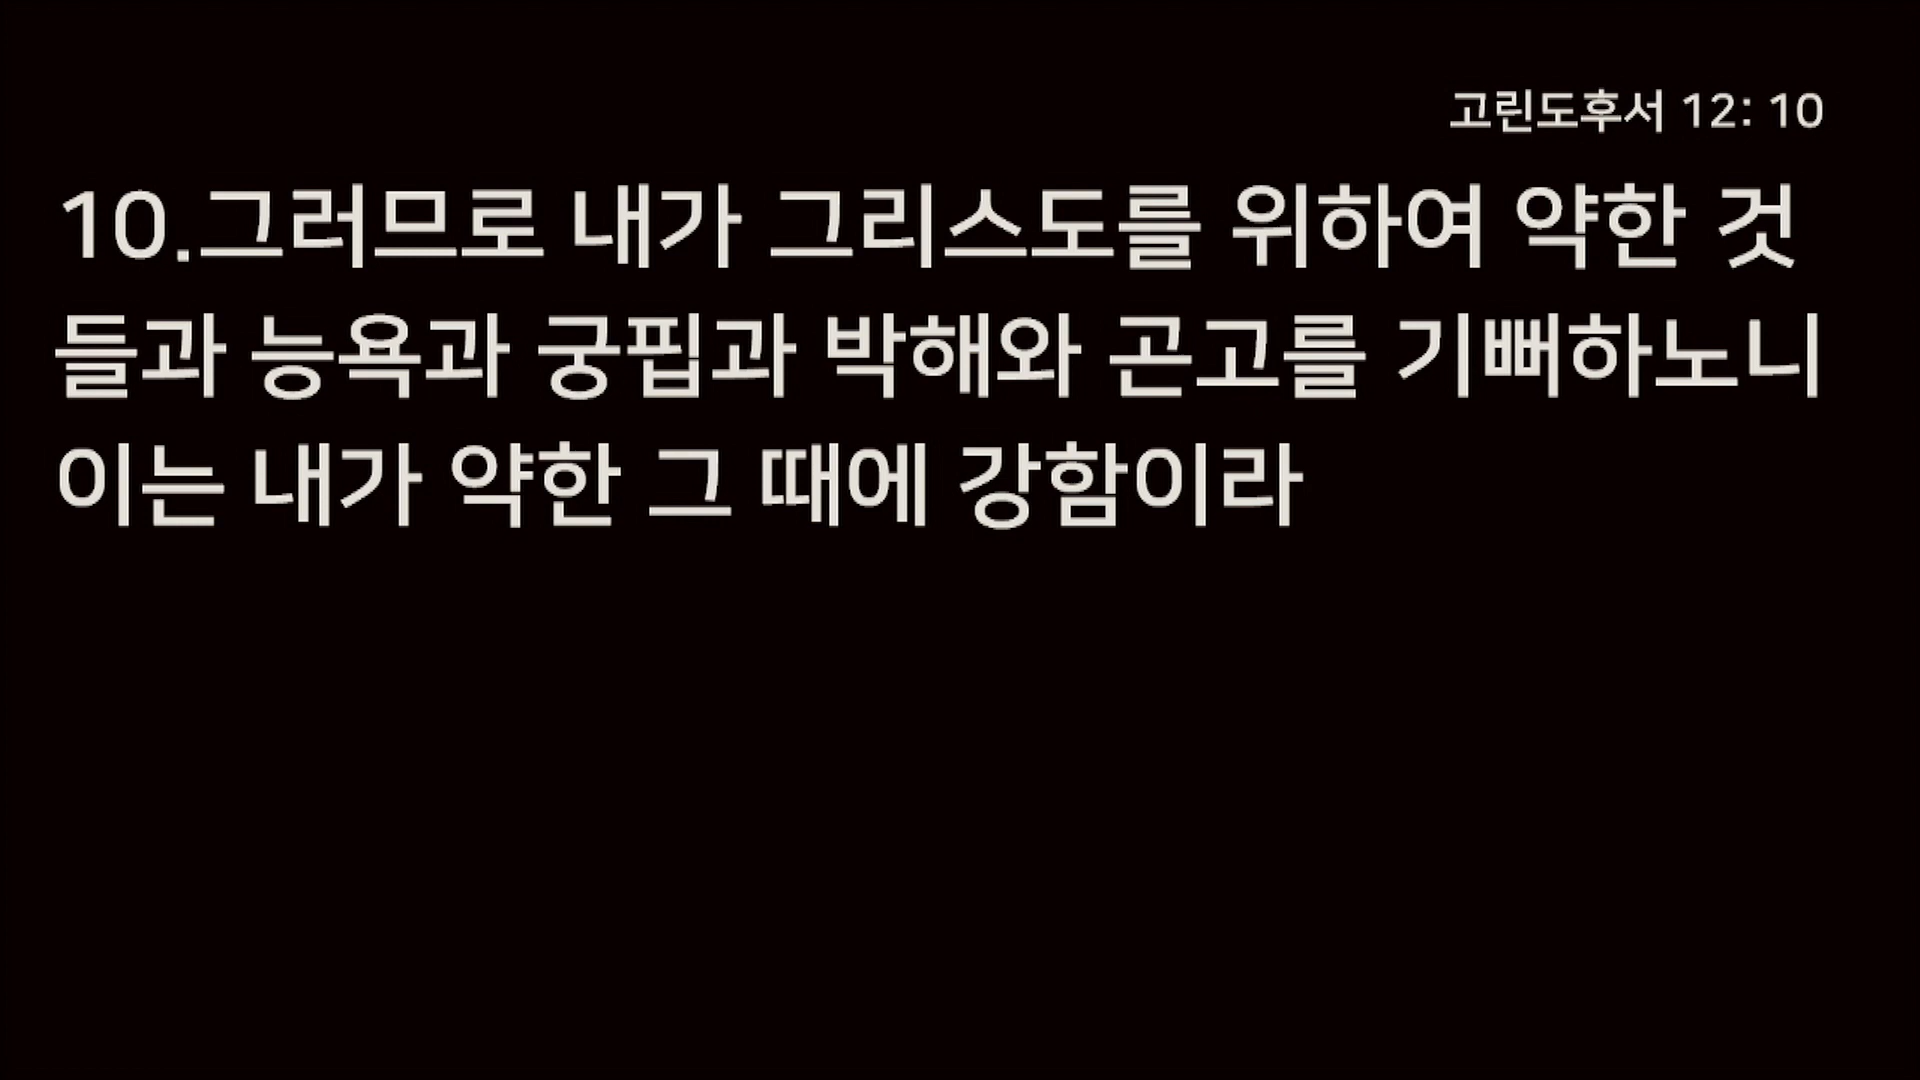 고린도후서 12: 10
10.그러므로 내가 그리스도를 위하여 약한 것
들과 능욕과 궁핍과 박해와 곤고를 기뻐하노니
이는 내가 약한 그 때에 강함이라